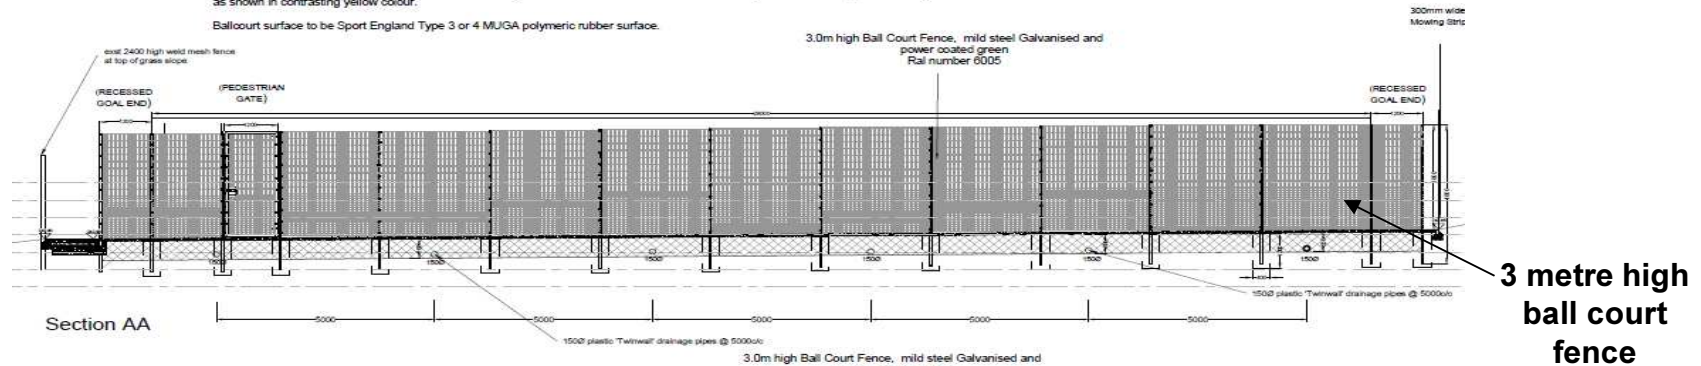 as shown in contrasting yellow colour.
Ballcourt surface to be Sport England Type 3 or 4 MUGA polymeric rubber surface.
300mm wide
Mowing Strip
3.0m high Ball Court Fence, mild steel Galvanised and
power coated green
Ral number 6005
exst 2400 high weld mesh fence
at top of grass slope
(RECESSED
GOAL END)
(PEDESTRIAN
GATE)
(RECESSED
GOAL END)
1200
1200
1200
150Ø
150Ø
150Ø
150Ø
150Ø
150Ø
150Ø plastic 'Twinwall' drainage pipes @ 5000c/c
3 metre high
ball court
fence
Section AA
5000
5000
5000
5000
5000
150Ø plastic 'Twinwall' drainage pipes @ 5000c/c
3.0m high Ball Court Fence, mild steel Galvanised and